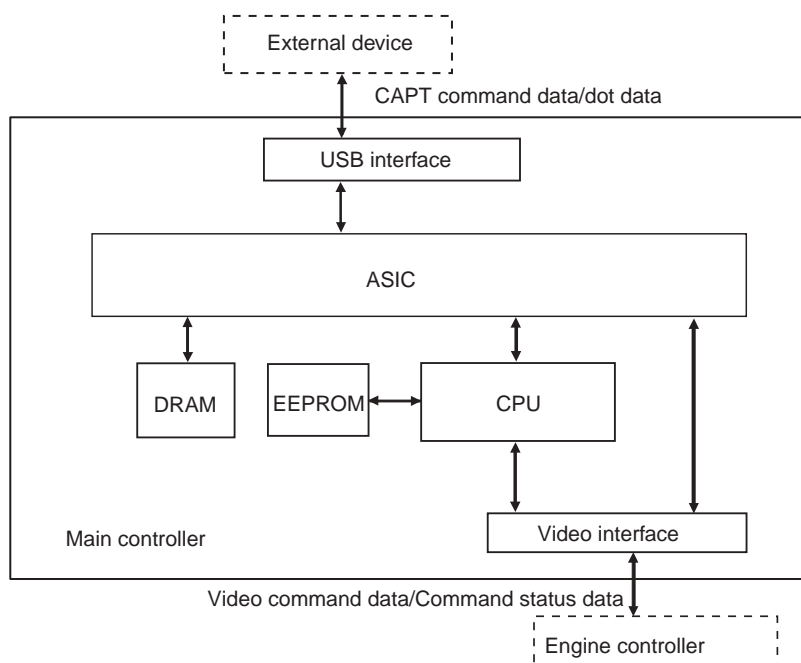 External device
CAPT command data/dot data
USB interface
ASIC
DRAM
EEPROM
CPU
Video interface
Main controller
Video command data/Command status data
Engine controller